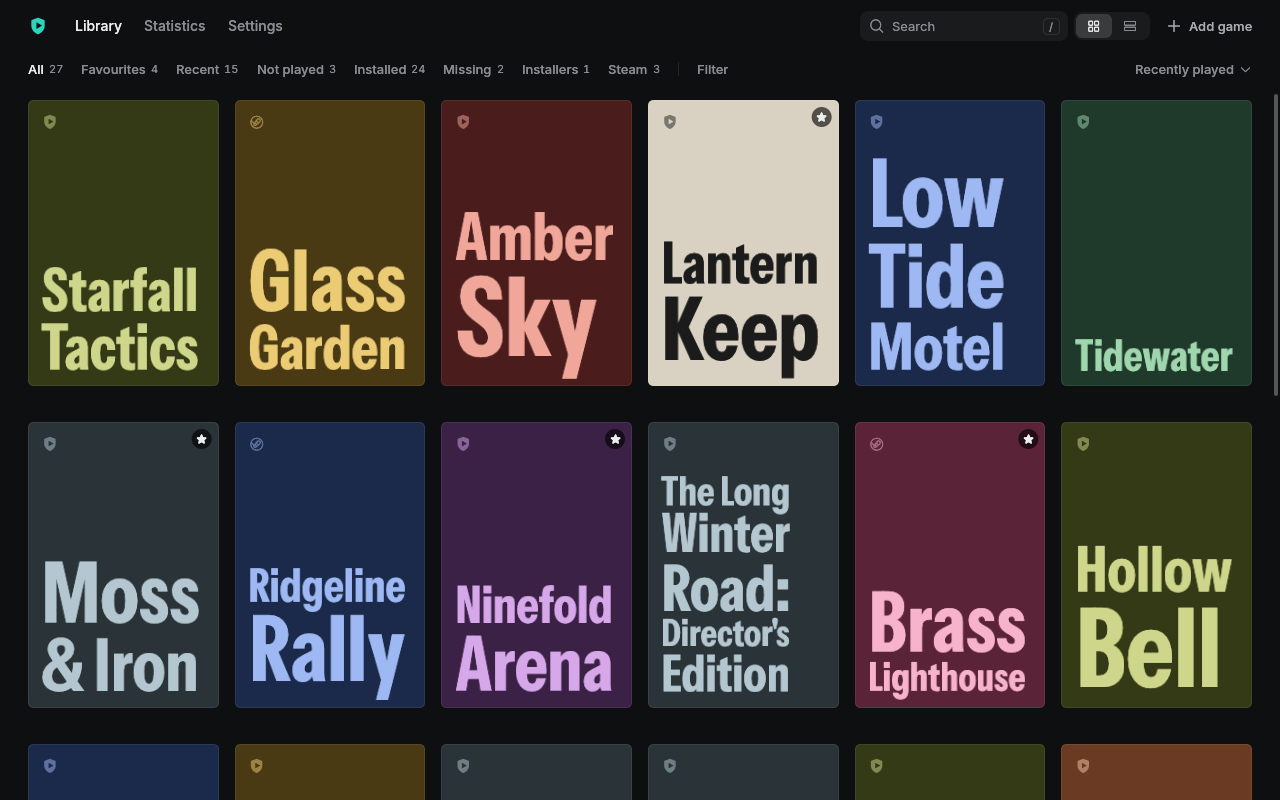 Library Statistics Settings Search / Add game
All 27 Favourites 4 Recent 15 Not played 3 Installed 24 Missing 2 Installers 1 Steam 3 Filter Recently played
Starfall
Tactics
Glass
Garden
Amber
Sky
Lantern
Keep
Low
Tide
Motel
Tidewater
Moss
& Iron
Ridgeline
Rally
Ninefold
Arena
The Long
Winter
Road:
Director's
Edition
Brass
Lighthouse
Hollow
Bell